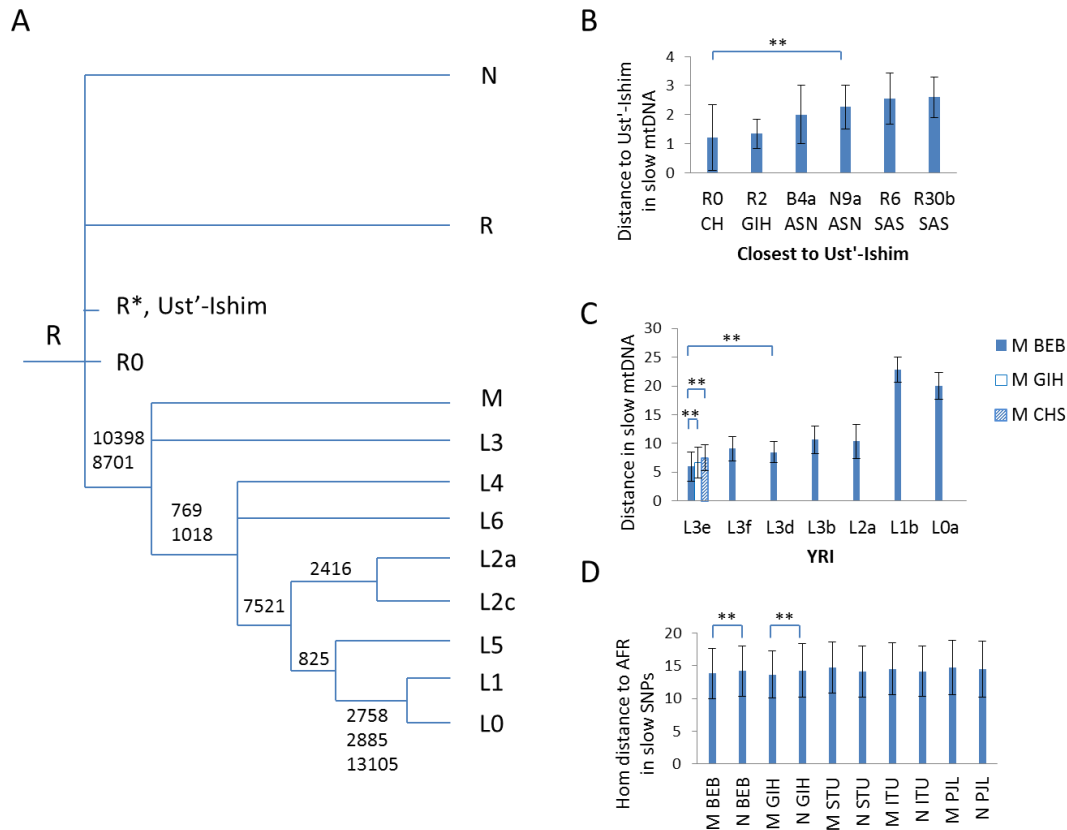 A
N
R
R*, Ust’-Ishim
R
R0
M
10398
8701
L3
L4
769
1018
L6
L2a
2416
L2c
7521
L5
825
L1
2758
2885
13105
L0
B
**
Distance to Ust'-Ishim
in slow mtDNA
4
3
2
1
0
R0 R2 B4a N9a R6 R30b
CH GIH ASN ASN SAS SAS
Closest to Ust'-Ishim
C
Distance in slow mtDNA
30
25
20
15
10
5
0
**
**
**
M BEB
M GIH
M CHS
L3e L3f L3d L3b L2a L1b L0a
YRI
D
Hom distance to AFR
in slow SNPs
20
15
10
5
0
** **
M BEB
N BEB
M GIH
N GIH
M STU
N STU
M ITU
N ITU
M PJL
N PJL